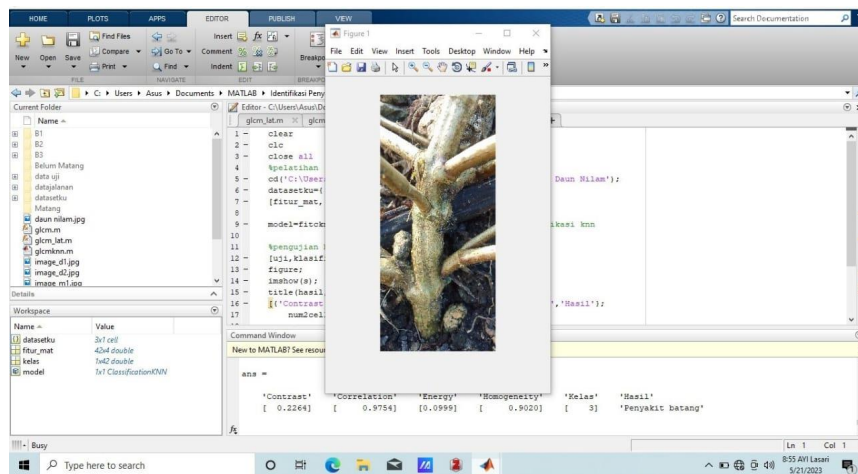 HOME PLOTS APPS EDITOR PUBLISH VIEW
Search Documentation
New Open Save
Find Files
Compare
Print
Go To
Find
Insert
Comment
Indent
FILE NAVIGATE EDIT
Figure 1
File Edit View Insert Tools Desktop Window Help
C: Users Asus Documents MATLAB Identifikasi
Current Folder
Name
B1
B2
B3
Belum Matang
data uji
datajalanan
datasetku
Matang
daun nilam.jpg
glcm.m
glcm_lat.m
glcmknn.m
image_d1.jpg
image_d2.jpg
image_m1.jpg
Details
Workspace
Name Value
datasetku 3x1 cell
fitur_mat 42x4 double
kelas 1x42 double
model 1x1 ClassificationKNN
Editor - C:\Users\Asus\
glcm_lat.m
1 - clear
2 - clc
3 - close all
4 %pelatihan
5 - cd('C:\User Daun Nilam');
6 - datasetku={
7 - [fitur_mat,
8
9 - model=fitck ikasi knn
10
11 %pengujian
12 - [uji,klasif
13 - figure;
14 - imshow(s);
15 - title(hasil
16 - [{'Contrast ','Hasil'};
17 num2cel
Command Window
New to MATLAB? See resou
ans =
'Contrast' 'Correlation' 'Energy' 'Homogeneity' 'Kelas' 'Hasil'
[ 0.2264] [ 0.9754] [0.0999] [ 0.9020] [ 3] 'Penyakit batang'
fx
Busy
Ln 1 Col 1
Type here to search
8:55 AYI Lasari
5/21/2023